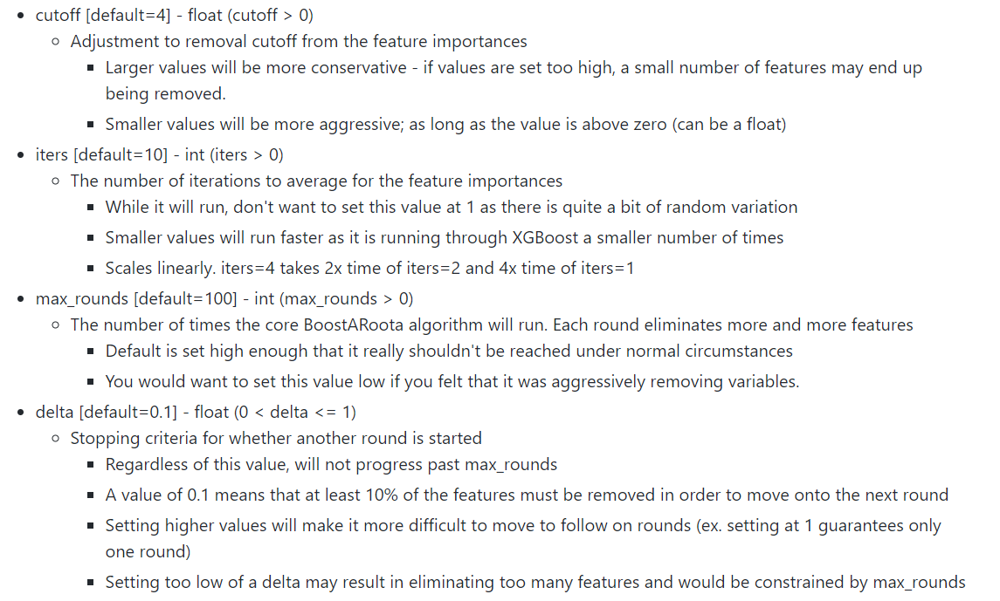 • cutoff [default=4] - float (cutoff > 0)
◦ Adjustment to removal cutoff from the feature importances
▪ Larger values will be more conservative - if values are set too high, a small number of features may end up
being removed.
▪ Smaller values will be more aggressive; as long as the value is above zero (can be a float)
• iters [default=10] - int (iters > 0)
◦ The number of iterations to average for the feature importances
▪ While it will run, don't want to set this value at 1 as there is quite a bit of random variation
▪ Smaller values will run faster as it is running through XGBoost a smaller number of times
▪ Scales linearly. iters=4 takes 2x time of iters=2 and 4x time of iters=1
• max_rounds [default=100] - int (max_rounds > 0)
◦ The number of times the core BoostARoota algorithm will run. Each round eliminates more and more features
▪ Default is set high enough that it really shouldn't be reached under normal circumstances
▪ You would want to set this value low if you felt that it was aggressively removing variables.
• delta [default=0.1] - float (0 < delta <= 1)
◦ Stopping criteria for whether another round is started
▪ Regardless of this value, will not progress past max_rounds
▪ A value of 0.1 means that at least 10% of the features must be removed in order to move onto the next round
▪ Setting higher values will make it more difficult to move to follow on rounds (ex. setting at 1 guarantees only
one round)
▪ Setting too low of a delta may result in eliminating too many features and would be constrained by max_rounds